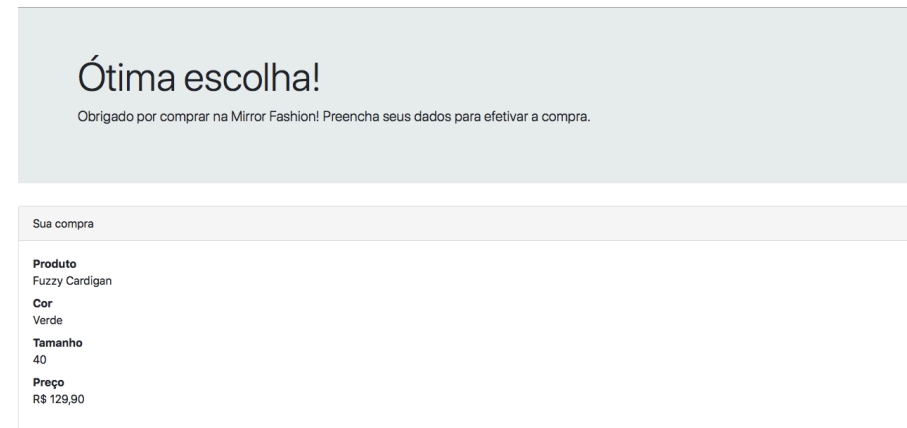 Ótima escolha!
Obrigado por comprar na Mirror Fashion! Preencha seus dados para efetivar a compra.
Sua compra
Produto
Fuzzy Cardigan
Cor
Verde
Tamanho
40
Preço
R$ 129,90